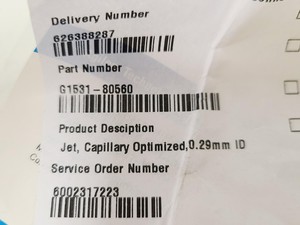 Delivery Number
626388287
Part Number
G1531-80560
Product Desciption
Jet, Capillary Optimized,0.29mm ID
Service Order Number
6002317223